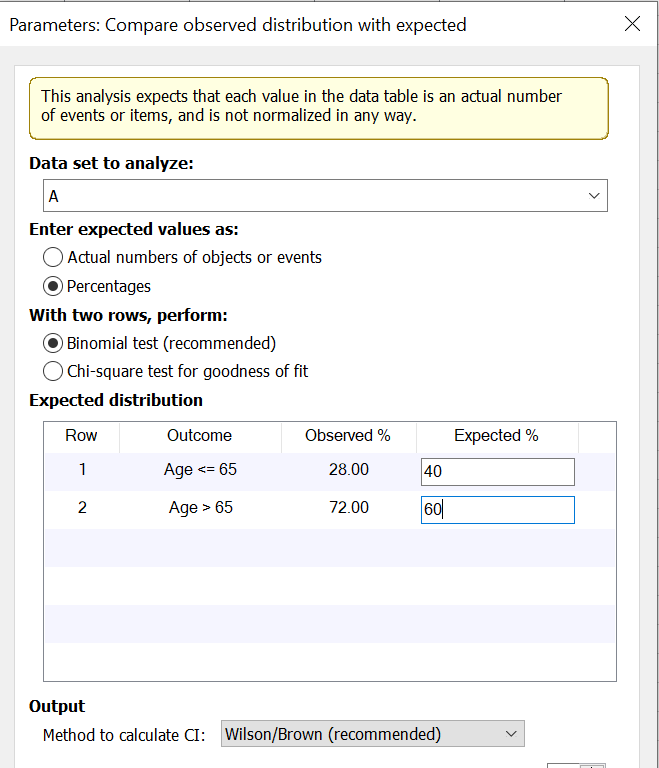 Parameters: Compare observed distribution with expected
This analysis expects that each value in the data table is an actual number
of events or items, and is not normalized in any way.
Data set to analyze:
A
Enter expected values as:
Actual numbers of objects or events
Percentages
With two rows, perform:
Binomial test (recommended)
Chi-square test for goodness of fit
Expected distribution
Row Outcome Observed % Expected %
1 Age <= 65 28.00 40
2 Age > 65 72.00 60
Output
Method to calculate CI: Wilson/Brown (recommended)